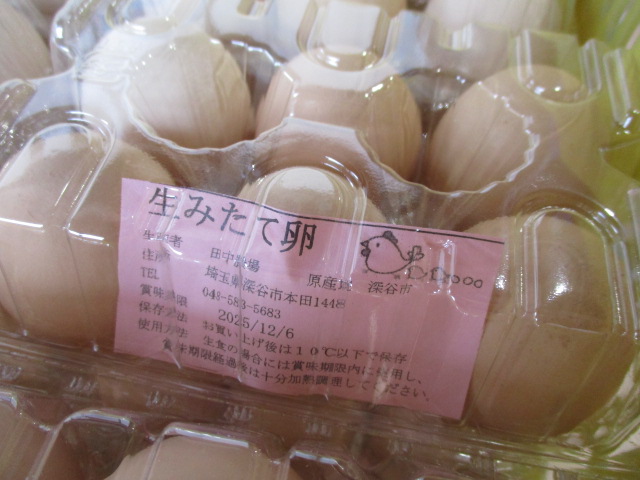 生みたて卵
生産者 田中農場 原産地 深谷市
住所 埼玉県深谷市本田1448
TEL 048-583-5683
賞味期限 2025/12/6
保存方法 お買い上げ後は10℃以下で保存
使用方法 生食の場合には賞味期限内に使用し、
賞味期限経過後は十分加熱調理してください。